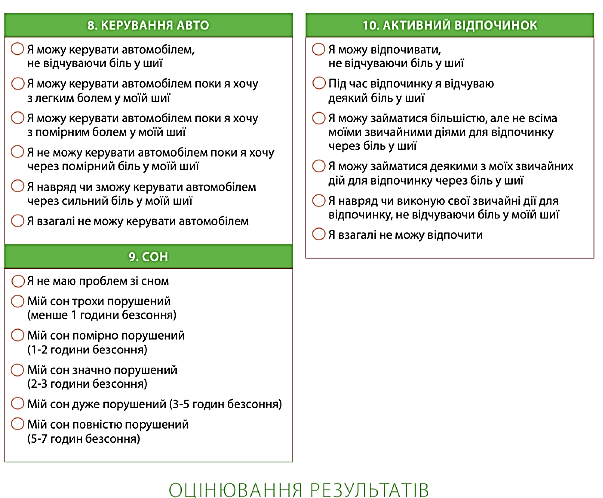 8. КЕРУВАННЯ АВТО
Я можу керувати автомобілем,
не відчуваючи біль у шиї
Я можу керувати автомобілем поки я хочу
з легким болем у моїй шиї
Я можу керувати автомобілем поки я хочу
з помірним болем у моїй шиї
Я не можу керувати автомобілем поки я хочу
через помірний біль у моїй шиї
Я навряд чи зможу керувати автомобілем
через сильний біль у моїй шиї
Я взагалі не можу керувати автомобілем
9. СОН
Я не маю проблем зі сном
Мій сон трохи порушений
(менше 1 години безсоння)
Мій сон помірно порушений
(1-2 години безсоння)
Мій сон значно порушений
(2-3 години безсоння)
Мій сон дуже порушений (3-5 годин безсоння)
Мій сон повністю порушений
(5-7 годин безсоння)
10. АКТИВНИЙ ВІДПОЧИНОК
Я можу відпочивати,
не відчуваючи біль у шиї
Під час відпочинку я відчуваю
деякий біль у шиї
Я можу займатися більшістю, але не всіма
моїми звичайними діями для відпочинку
через біль у шиї
Я можу займатися деякими з моїх звичайних
дій для відпочинку через біль у шиї
Я навряд чи виконую свої звичайні дії для
відпочинку, не відчуваючи біль у моїй шиї
Я взагалі не можу відпочити
ОЦІНЮВАННЯ РЕЗУЛЬТАТІВ